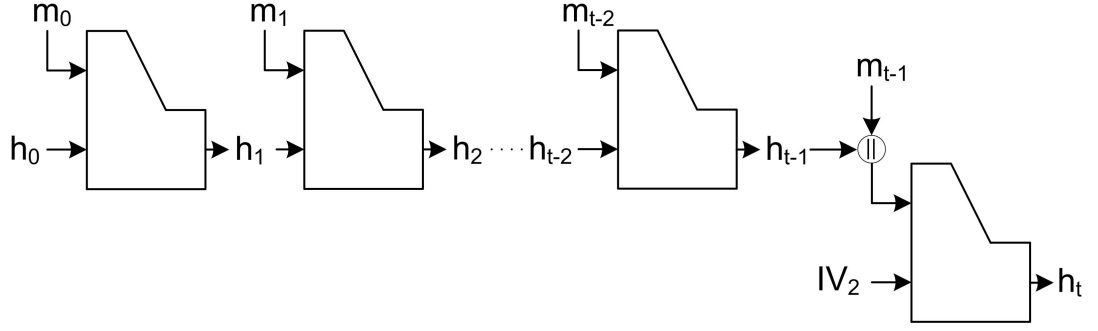 m₀ m₁ mₜ₋₂
mₜ₋₁
h₀ h₁ h₂ ···· hₜ₋₂ hₜ₋₁ ||
IV₂ hₜ